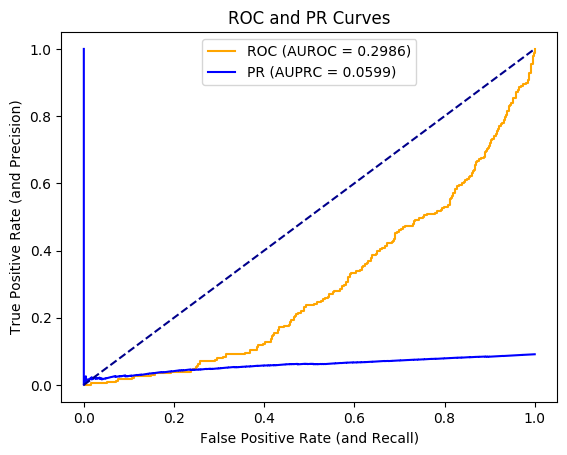 ROC and PR Curves
ROC (AUROC = 0.2986)
PR (AUPRC = 0.0599)
True Positive Rate (and Precision)
1.0
0.8
0.6
0.4
0.2
0.0
0.0 0.2 0.4 0.6 0.8 1.0
False Positive Rate (and Recall)